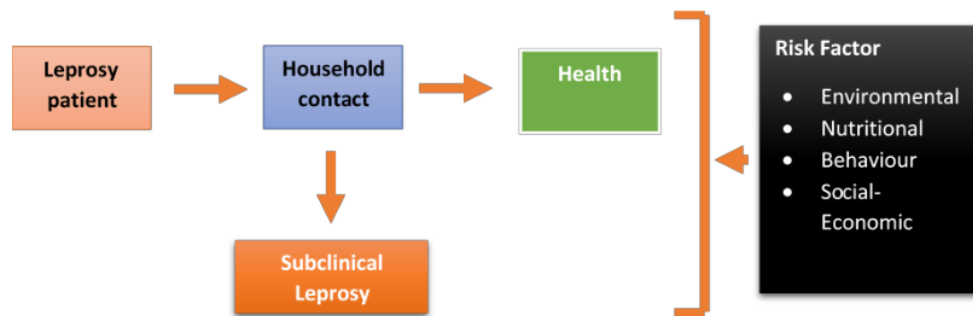 Leprosy
patient
Household
contact
Health
Subclinical
Leprosy
Risk Factor
• Environmental
• Nutritional
• Behaviour
• Social-
Economic